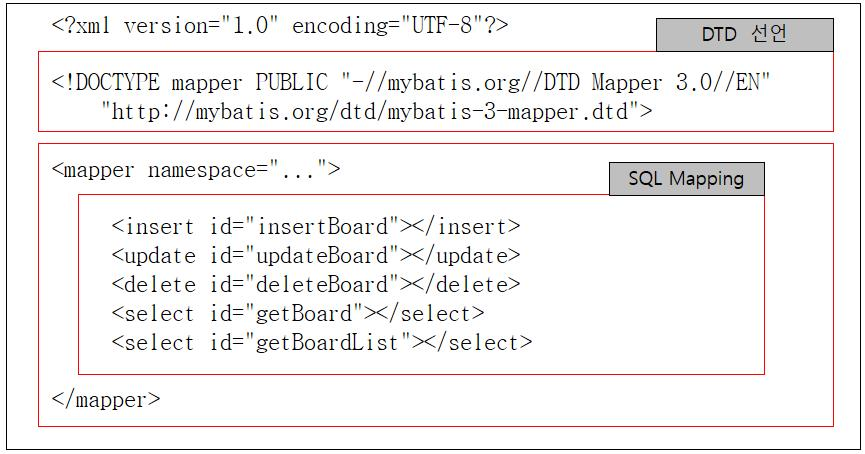 <?xml version="1.0" encoding="UTF-8"?>
DTD 선언
<!DOCTYPE mapper PUBLIC "-//mybatis.org//DTD Mapper 3.0//EN"
"http://mybatis.org/dtd/mybatis-3-mapper.dtd">
<mapper namespace="...">
SQL Mapping
<insert id="insertBoard"></insert>
<update id="updateBoard"></update>
<delete id="deleteBoard"></delete>
<select id="getBoard"></select>
<select id="getBoardList"></select>
</mapper>